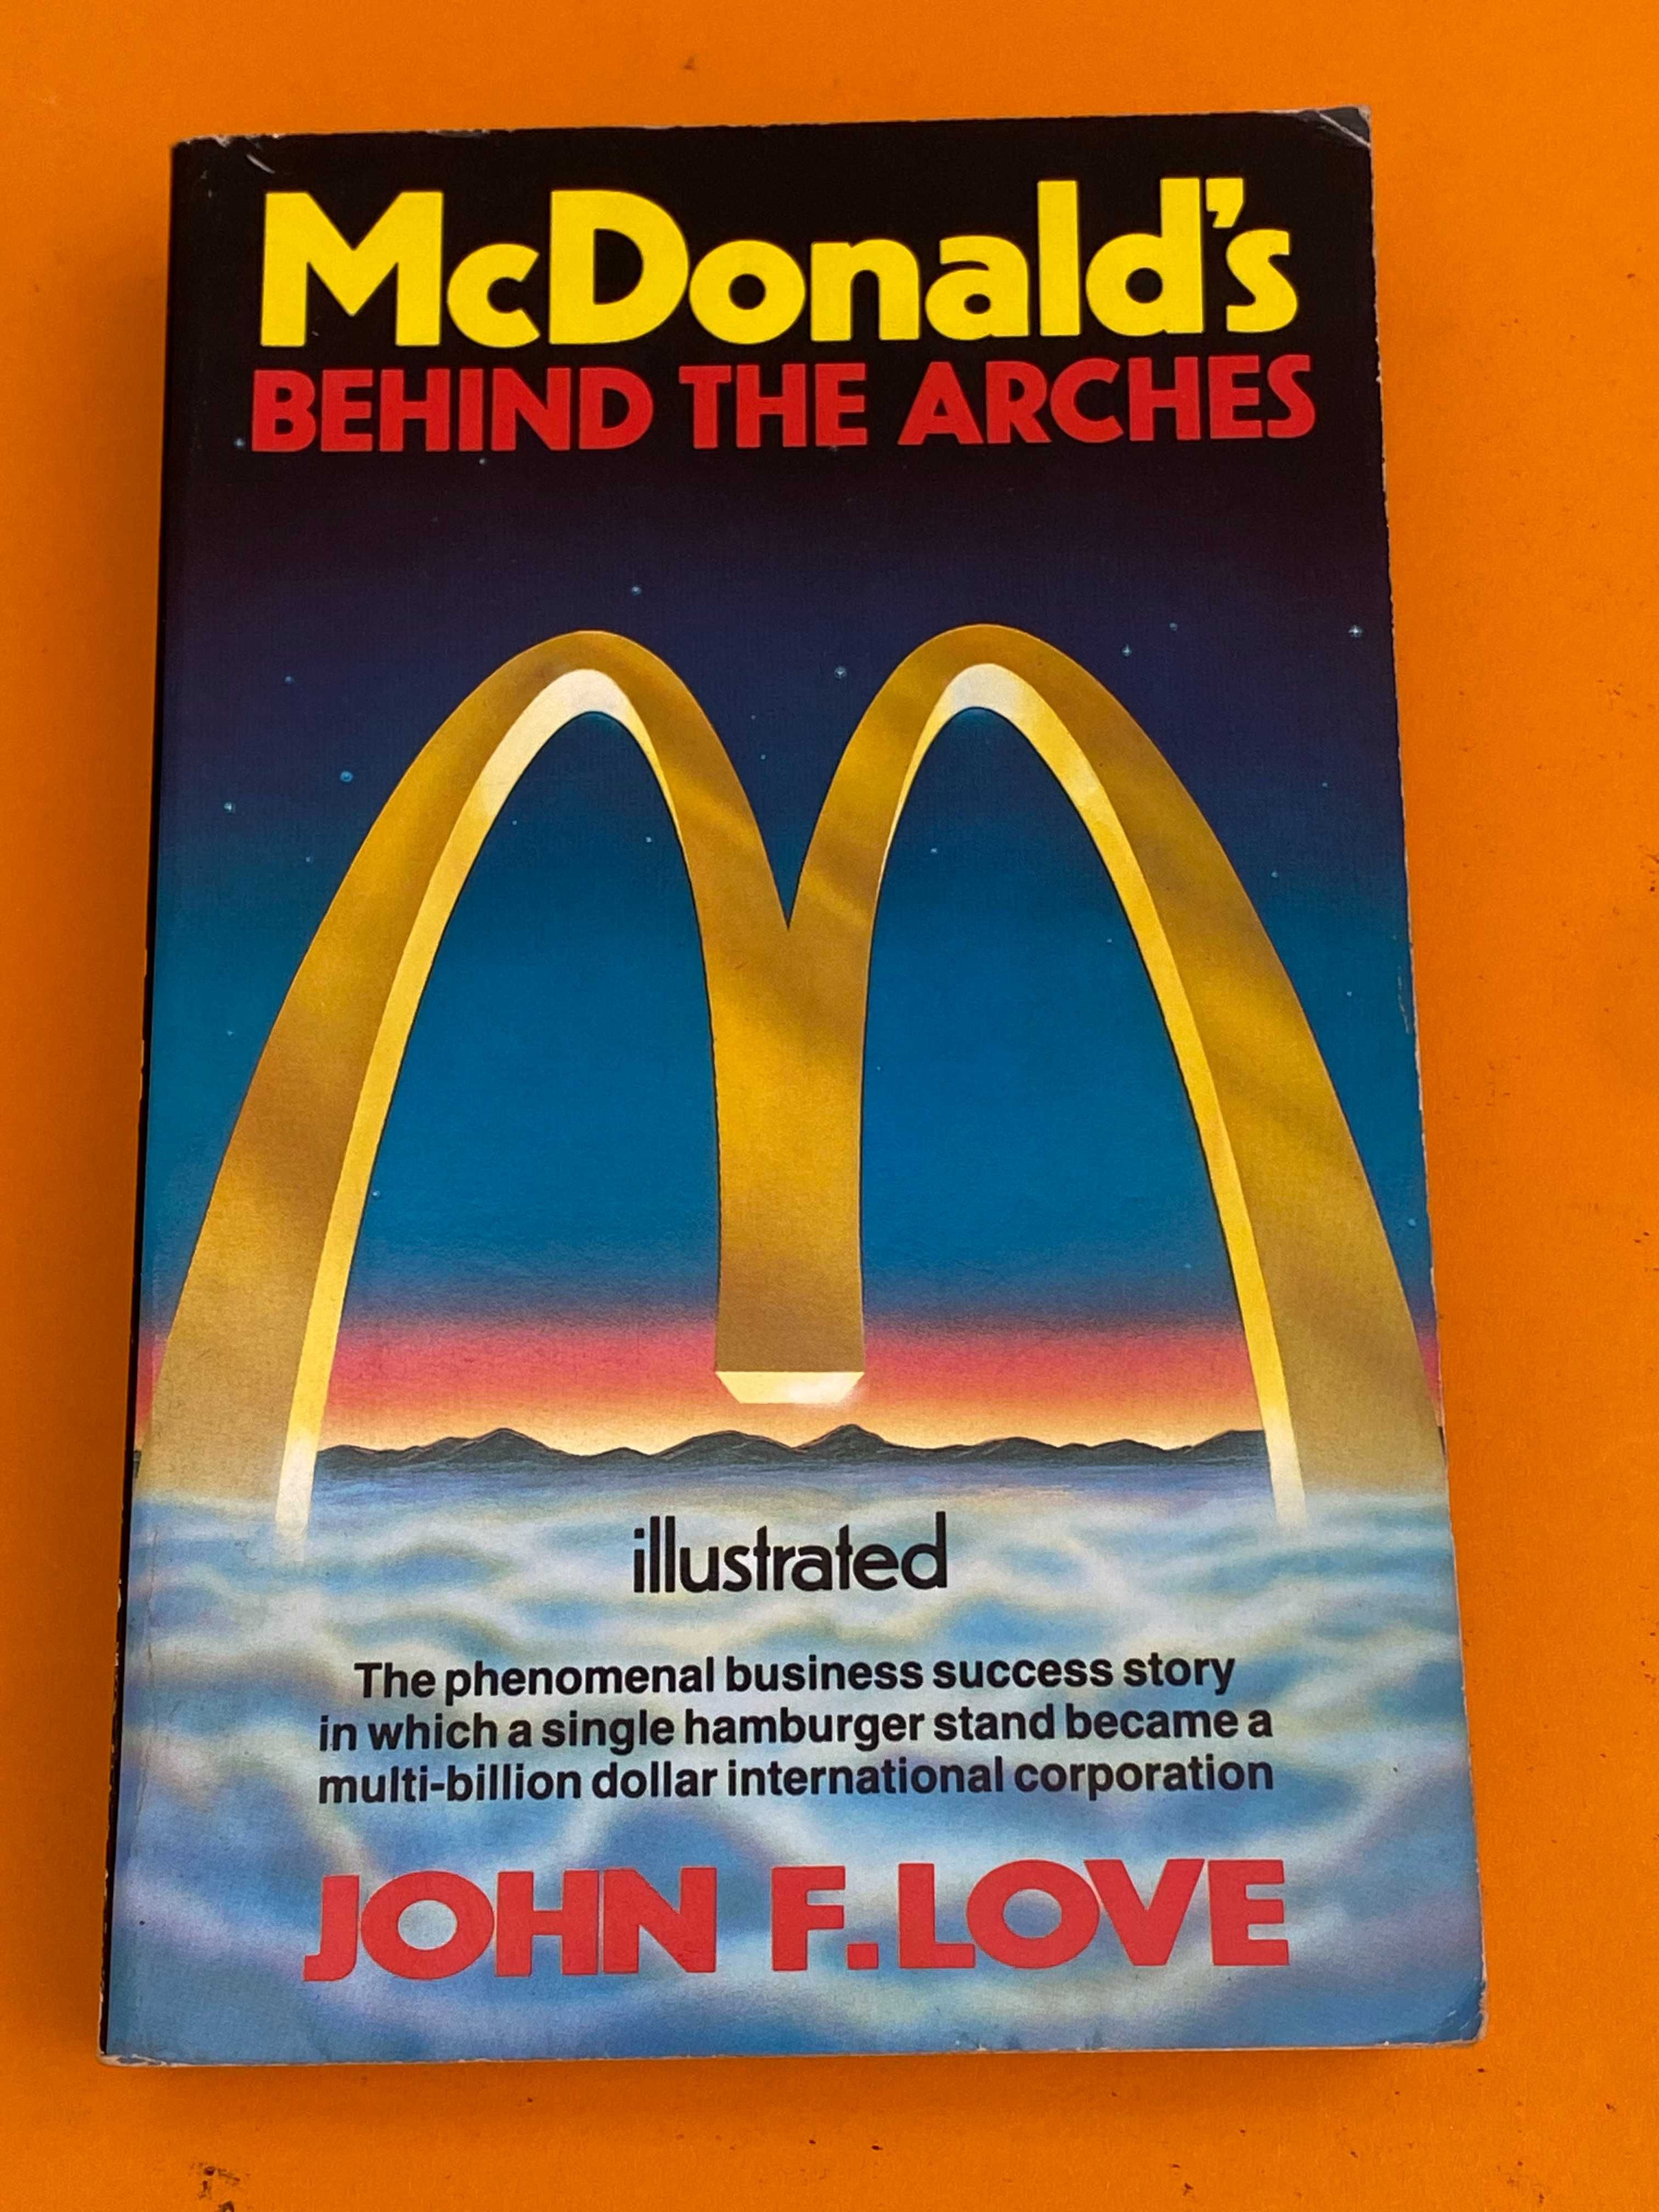 McDonald's
BEHIND THE ARCHES
illustrated
The phenomenal business success story
in which a single hamburger stand became a
multi-billion dollar international corporation
JOHN F. LOVE